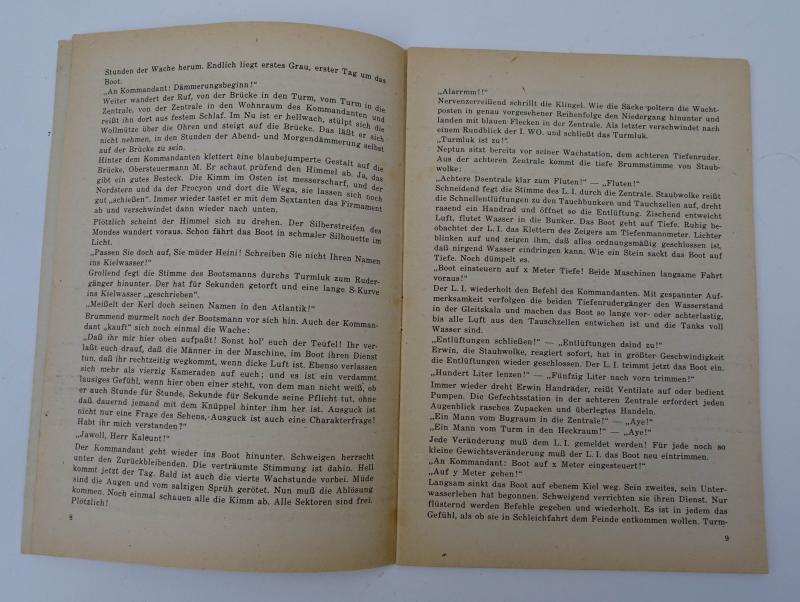 Stunden der Wache herum. Endlich liegt erstes Grau, erster Tag um das
Boot.
„An Kommandant: Dämmerungsbeginn!"
Weiter wandert der Ruf, von der Brücke in den Turm, vom Turm in die
Zentrale, von der Zentrale in den Wohnraum des Kommandanten und
reißt ihn dort aus festem Schlaf. Im Nu ist er hellwach, stülpt sich die
Wollmütze über die Ohren und steigt auf die Brücke. Das läßt er sich
nicht nehmen, in den Stunden der Abend- und Morgendämmerung selbst
auf der Brücke zu sein.
Hinter dem Kommandanten klettert eine blaubejumperte Gestalt auf die
Brücke, Obersteuermann M. Er schaut prüfend den Himmel ab. Ja, das
gibt ein gutes Besteck. Die Kimm im Osten ist messerscharf, und der
Nordstern und da der Procyon und dort die Wega, sie lassen sich noch
gut „schießen". Immer wieder tastet er mit dem Sextanten das Firmament
ab und verschwindet dann wieder nach unten.
Plötzlich scheint der Himmel sich zu drehen. Der Silberstreifen des
Mondes wandert voraus. Schon fährt das Boot in schmaler Silhouette im
Licht.
„Passen Sie doch auf, Sie müder Heini! Schreiben Sie nicht Ihren Namen
ins Kielwasser!"
Grollend fegt die Stimme des Bootsmanns durchs Turmluk zum Ruder-
gänger hinunter. Der hat für Sekunden getorft und eine lange S-Kurve
ins Kielwasser „geschrieben".
„Meißelt der Kerl doch seinen Namen in den Atlantik!"
Brummend murmelt noch der Bootsmann vor sich hin. Auch der Komman-
dant „kauft" sich noch einmal die Wache:
„Daß ihr mir hier oben aufpaßt! Sonst hol' euch der Teufel! Ihr ver-
laßt euch drauf, daß die Männer in der Maschine, im Boot ihren Dienst
tun, daß ihr rechtzeitig wegkommt, wenn dicke Luft ist. Ebenso verlassen
sich mehr als vierzig Kameraden auf euch; und es ist ein verdammt
lausiges Gefühl, wenn hier oben einer steht, von dem man nicht weiß, ob
er auch Stunde für Stunde, Sekunde für Sekunde seine Pflicht tut, ohne
daß dauernd jemand mit dem Knüppel hinter ihm her ist. Ausguck ist
nicht nur eine Frage des Sehens, Ausguck ist auch eine Charakterfrage!
Habt ihr mich verstanden?"
„Jawoll, Herr Kaleunt!"
Der Kommandant geht wieder ins Boot hinunter. Schweigen herrscht
unter den Zurückbleibenden. Die verträumte Stimmung ist dahin. Hell
kommt jetzt der Tag. Bald ist auch die vierte Wachstunde vorbei. Müde
sind die Augen und vom salzigen Sprüh gerötet. Nun muß die Ablösung
kommen. Noch einmal schauen alle die Kimm ab. Alle Sektoren sind frei.
Plötzlich!
8
„Alarrmm!!"
Nervenzerreißend schrillt die Klingel. Wie die Säcke poltern die Wacht-
posten in genau vorgesehener Reihenfolge den Niedergang hinunter und
landen mit blauen Flecken in der Zentrale. Als letzter verschwindet nach
einem Rundblick der I. WO. und schließt das Turmluk.
„Turmluk ist zu!".
Neptun sitzt bereits vor seiner Wachstation, dem achteren Tiefenruder.
Aus der achteren Zentrale kommt die tiefe Brummstimme von Staub-
wolke:
„Achtere Dsentrale klar zum Fluten!" — „Fluten!"
Schneidend fegt die Stimme des L. I. durch die Zentrale. Staubwolke reißt
die Schnellentlüftungen zu den Tauchbunkern und Tauchzellen auf, dreht
rasend ein Handrad und öffnet so die Entlüftung. Zischend entweicht
Luft, flutet Wasser in die Bunker. Das Boot geht auf Tiefe. Ruhig be-
obachtet der L. I. das Klettern des Zeigers am Tiefenmanometer. Lichter
blinken auf und zeigen ihm, daß alles ordnungsmäßig geschlossen ist,
daß nirgend Wasser eindringen kann. Wie ein Stein sackt das Boot auf
Tiefe. Noch dümpelt es.
„Boot einsteuern auf x Meter Tiefe! Beide Maschinen langsame Fahrt
voraus!"
Der L. I. wiederholt den Befehl des Kommandanten. Mit gespannter Auf-
merksamkeit verfolgen die beiden Tiefenrudergänger den Wasserstand
in der Gleitskala und machen das Boot so lange vor- oder achterlastig,
bis alle Luft aus den Tauschzellen entwichen ist und die Tanks voll
Wasser sind.
„Entlüftungen schließen!" — „Entlüftungen dsind zu!"
Erwin, die Staubwolke, reagiert sofort, hat in größter Geschwindigkeit
die Entlüftungen wieder geschlossen. Der L. I. trimmt jetzt das Boot ein.
„Hundert Liter lenzen!" — „Fünfzig Liter nach vorn trimmen!"
Immer wieder dreht Erwin Handräder, reißt Ventilate auf oder bedient
Pumpen. Die Gefechtsstation in der achteren Zentrale erfordert jeden
Augenblick rasches Zupacken und überlegtes Handeln.
„Ein Mann vom Bugraum in die Zentrale!" — „Aye!"
„Ein Mann vom Turm in den Heckraum!" — „Aye!"
Jede Veränderung muß dem L. I. gemeldet werden! Für jede noch so
kleine Gewichtsveränderung muß der L. I. das Boot neu eintrimmen.
„An Kommandant: Boot auf x Meter eingesteuert!"
„Auf y Meter gehen!"
Langsam sinkt das Boot auf ebenem Kiel weg. Sein zweites, sein Unter-
wasserleben hat begonnen. Schweigend verrichten sie ihren Dienst. Nur
flüsternd werden Befehle gegeben und wiederholt. Es ist in jedem das
Gefühl, als ob sie in Schleichfahrt dem Feinde entkommen wollen. Turm-
9